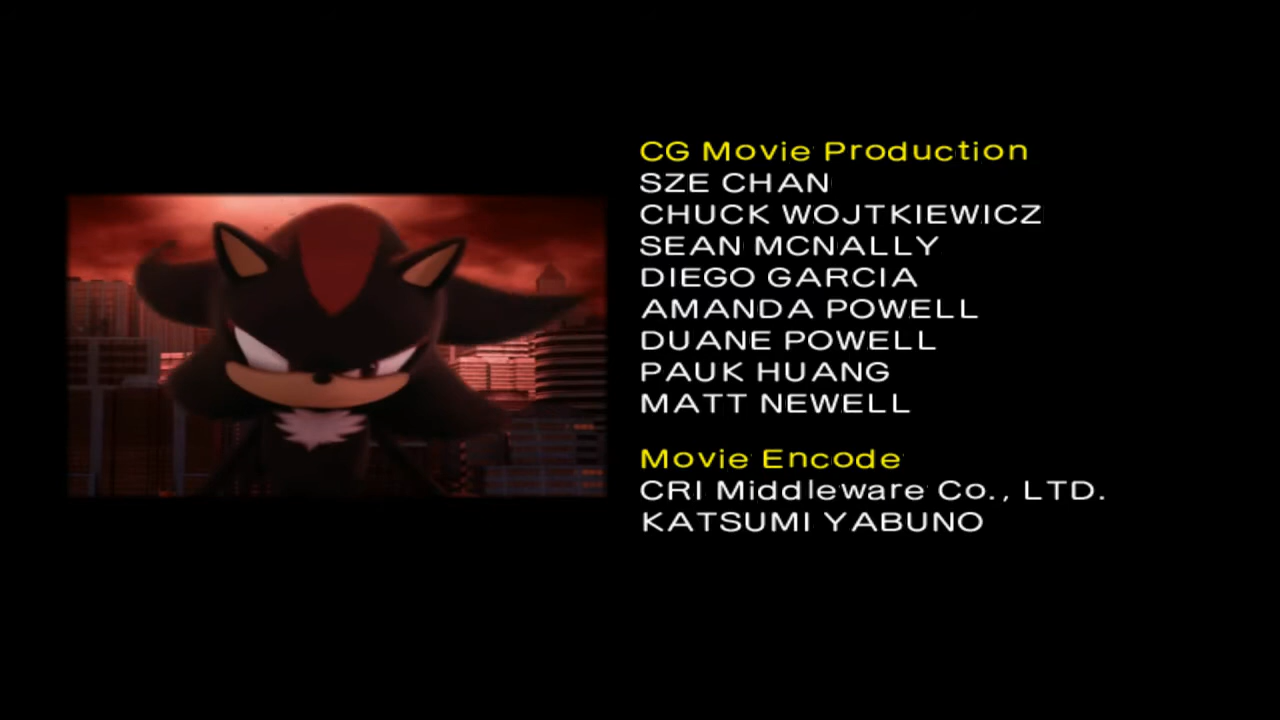 CG Movie Production
SZE CHAN
CHUCK WOJTKIEWICZ
SEAN MCNALLY
DIEGO GARCIA
AMANDA POWELL
DUANE POWELL
PAUK HUANG
MATT NEWELL
Movie Encode
CRI Middleware Co., LTD.
KATSUMI YABUNO